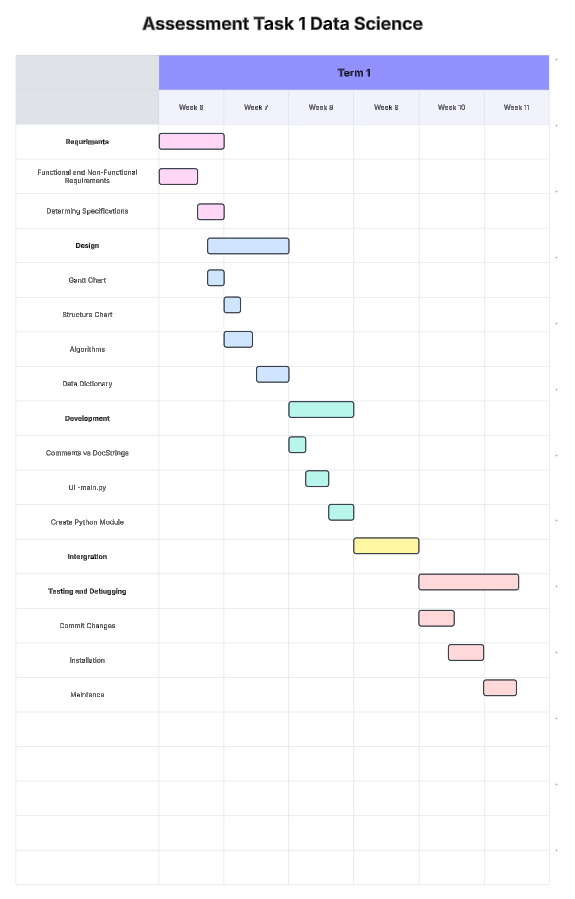 Assessment Task 1 Data Science
Term 1
Week 6
Week 7
Week 8
Week 9
Week 10
Week 11
Requriments
Functional and Non-Functional
Requirements
Determiny Specifications
Design
Gantt Chart
Structure Chart
Algorithms
Data Dictionary
Development
Comments vs DocStrings
UI -main.py
Create Python Module
Intergration
Testing and Debugging
Commit Changes
Installation
Meintance